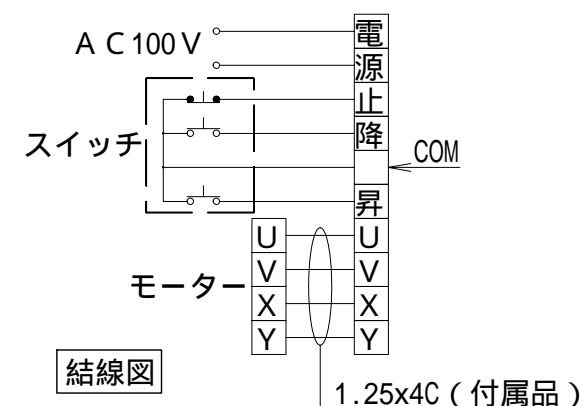 AC100V
電
源
止
降
スイッチ
COM
昇
U U
V V
モーター
X X
Y Y
結線図
1.25x4C（付属品）